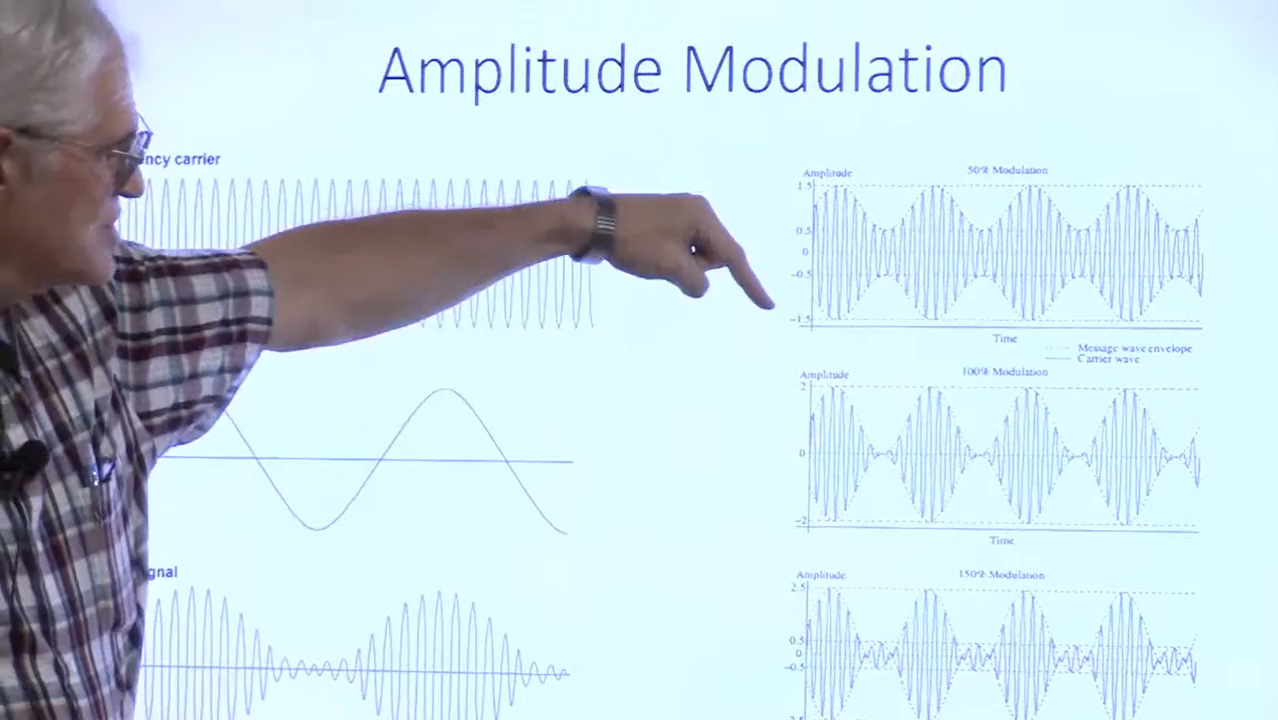 Amplitude Modulation
ncy carrier
gnal
Amplitude
50% Modulation
1.5
0.5
0
-0.5
-1.5
Time
Message wave envelope
Carrier wave
Amplitude
100% Modulation
2
0
-2
Time
Amplitude
150% Modulation
2.5
0.5
0
-0.5